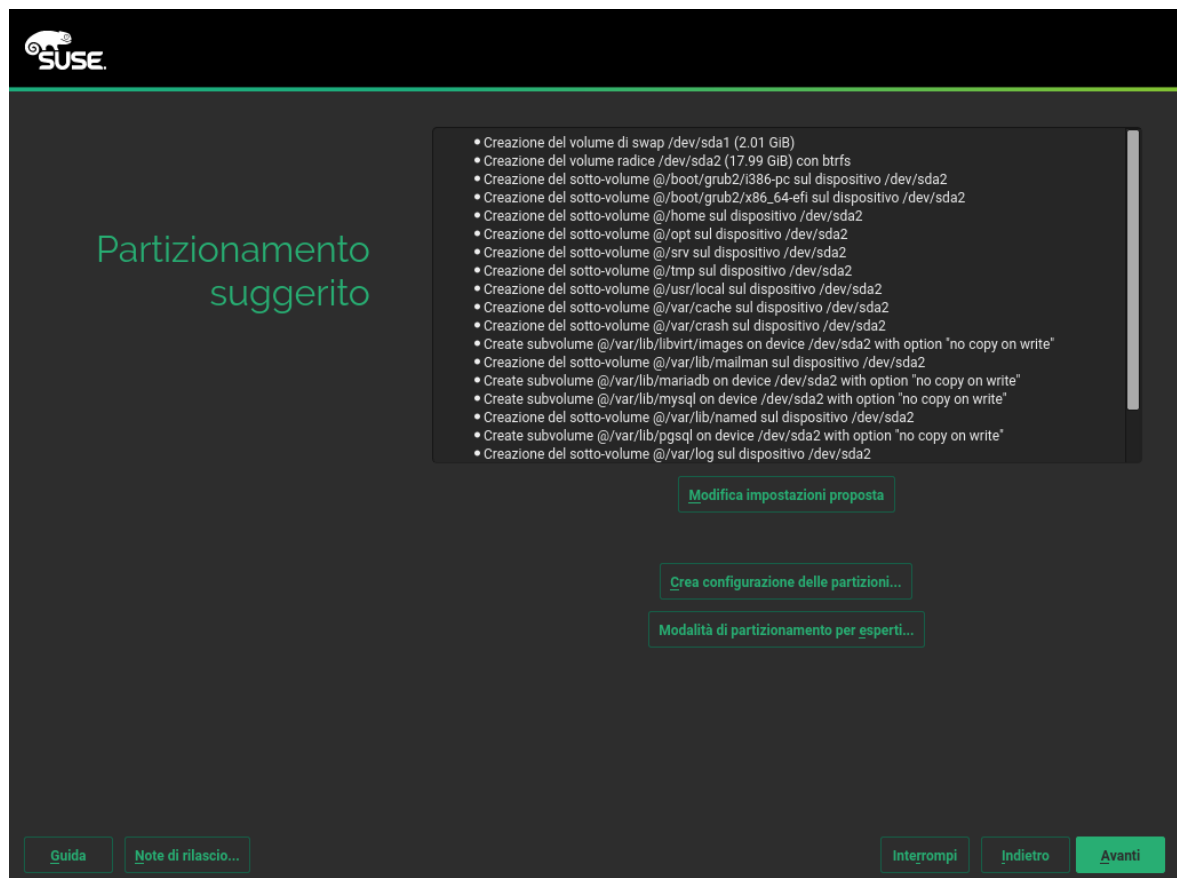 SUSE.
Partizionamento
suggerito
Creazione del volume di swap /dev/sda1 (2.01 GiB)
Creazione del volume radice /dev/sda2 (17.99 GiB) con btrfs
Creazione del sotto-volume @/boot/grub2/i386-pc sul dispositivo /dev/sda2
Creazione del sotto-volume @/boot/grub2/x86_64-efi sul dispositivo /dev/sda2
Creazione del sotto-volume @/home sul dispositivo /dev/sda2
Creazione del sotto-volume @/opt sul dispositivo /dev/sda2
Creazione del sotto-volume @/srv sul dispositivo /dev/sda2
Creazione del sotto-volume @/tmp sul dispositivo /dev/sda2
Creazione del sotto-volume @/usr/local sul dispositivo /dev/sda2
Creazione del sotto-volume @/var/cache sul dispositivo /dev/sda2
Creazione del sotto-volume @/var/crash sul dispositivo /dev/sda2
Create subvolume @/var/lib/libvirt/images on device /dev/sda2 with option "no copy on write"
Creazione del sotto-volume @/var/lib/mailman sul dispositivo /dev/sda2
Create subvolume @/var/lib/mariadb on device /dev/sda2 with option "no copy on write"
Create subvolume @/var/lib/mysql on device /dev/sda2 with option "no copy on write"
Creazione del sotto-volume @/var/lib/named sul dispositivo /dev/sda2
Create subvolume @/var/lib/pgsql on device /dev/sda2 with option "no copy on write"
Creazione del sotto-volume @/var/log sul dispositivo /dev/sda2
Modifica impostazioni proposta
Crea configurazione delle partizioni...
Modalità di partizionamento per esperti...
Guida
Note di rilascio...
Interrompi
Indietro
Avanti